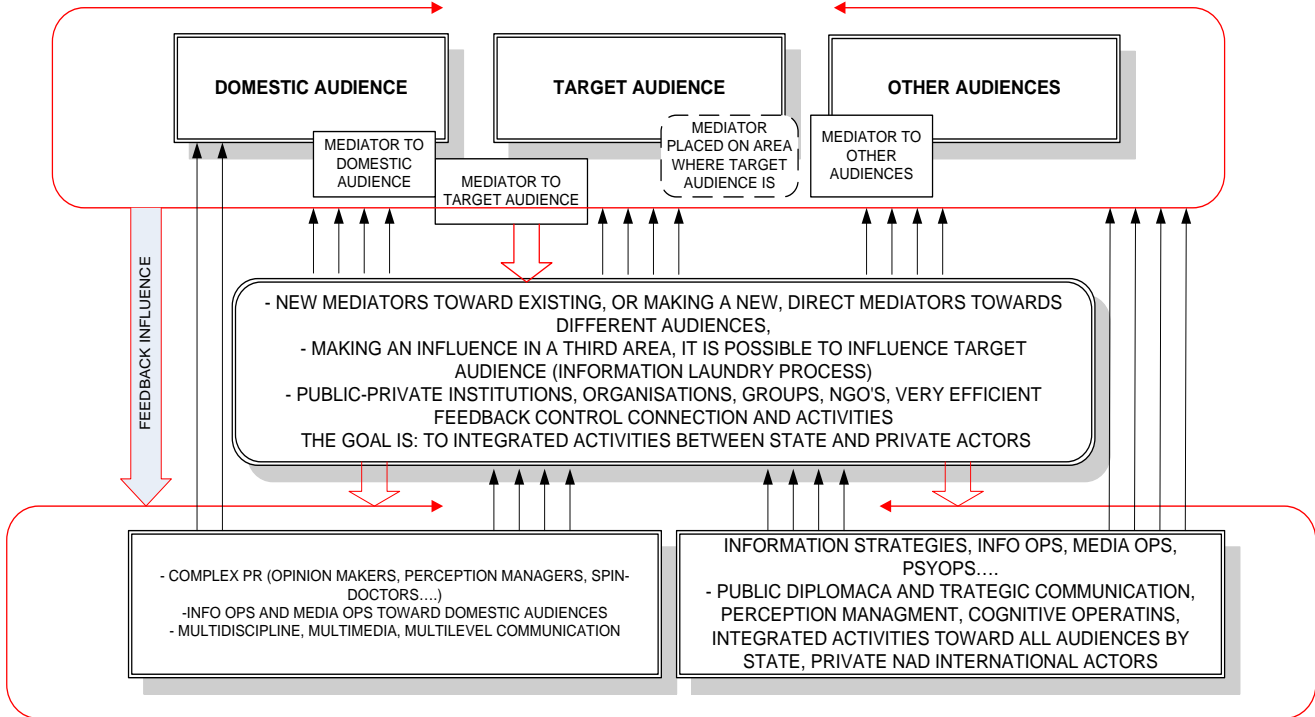 DOMESTIC AUDIENCE
TARGET AUDIENCE
OTHER AUDIENCES
MEDIATOR TO
DOMESTIC
AUDIENCE
MEDIATOR TO
TARGET AUDIENCE
MEDIATOR
PLACED ON AREA
WHERE TARGET
AUDIENCE IS
MEDIATOR TO
OTHER
AUDIENCES
FEEDBACK INFLUENCE
- NEW MEDIATORS TOWARD EXISTING, OR MAKING A NEW, DIRECT MEDIATORS TOWARDS
DIFFERENT AUDIENCES,
- MAKING AN INFLUENCE IN A THIRD AREA, IT IS POSSIBLE TO INFLUENCE TARGET
AUDIENCE (INFORMATION LAUNDRY PROCESS)
- PUBLIC-PRIVATE INSTITUTIONS, ORGANISATIONS, GROUPS, NGO'S, VERY EFFICIENT
FEEDBACK CONTROL CONNECTION AND ACTIVITIES
THE GOAL IS: TO INTEGRATED ACTIVITIES BETWEEN STATE AND PRIVATE ACTORS
- COMPLEX PR (OPINION MAKERS, PERCEPTION MANAGERS, SPIN-
DOCTORS....)
-INFO OPS AND MEDIA OPS TOWARD DOMESTIC AUDIENCES
- MULTIDISCIPLINE, MULTIMEDIA, MULTILEVEL COMMUNICATION
INFORMATION STRATEGIES, INFO OPS, MEDIA OPS,
PSYOPS....
- PUBLIC DIPLOMACA AND TRATEGIC COMMUNICATION,
PERCEPTION MANAGMENT, COGNITIVE OPERATINS,
INTEGRATED ACTIVITIES TOWARD ALL AUDIENCES BY
STATE, PRIVATE NAD INTERNATIONAL ACTORS